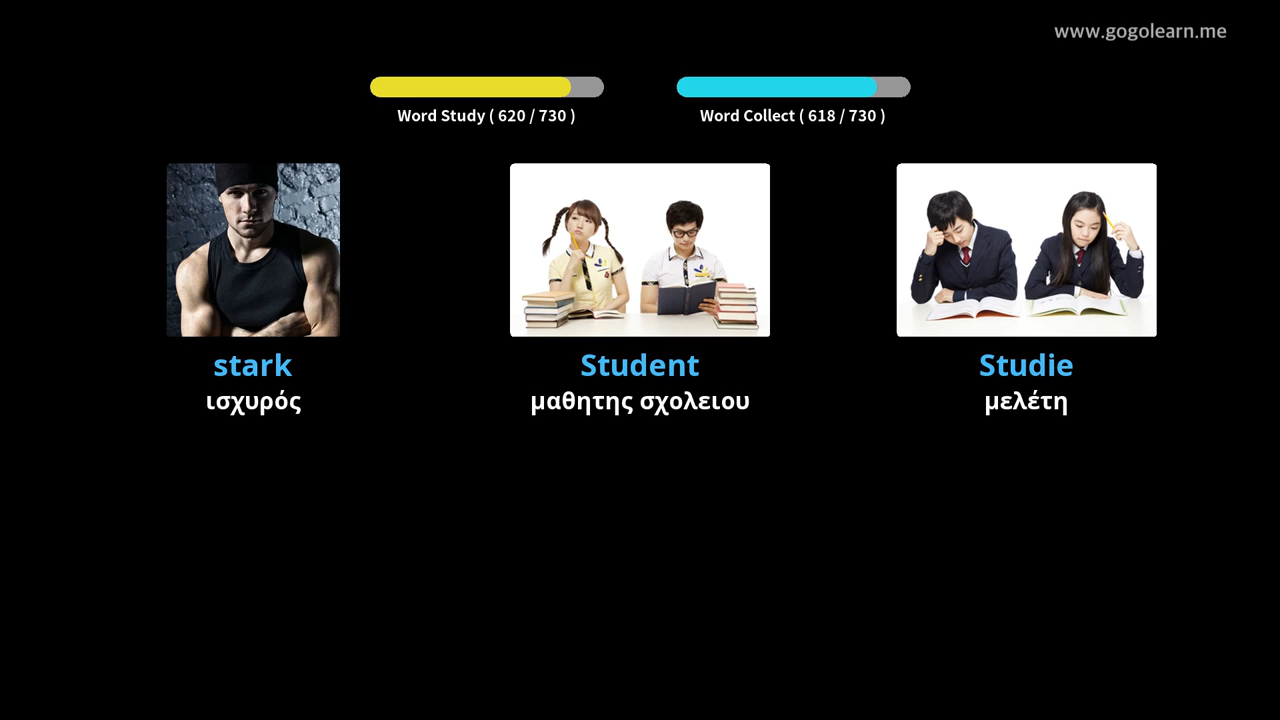 www.gogolearn.me
Word Study ( 620 / 730 )
Word Collect ( 618 / 730 )
stark
Student
Studie
ισχυρός
μαθητης σχολειου
μελέτη